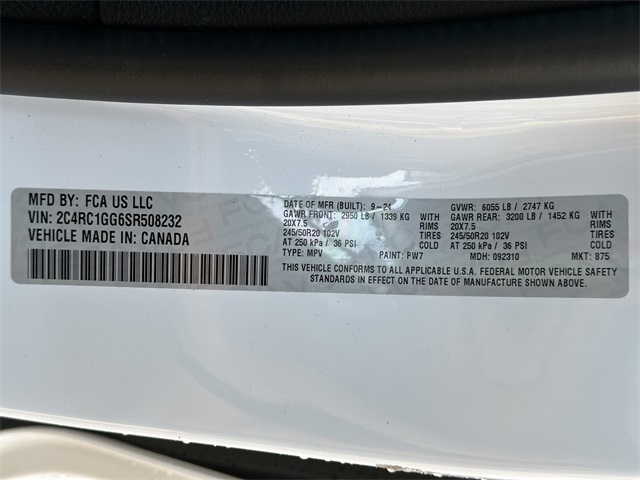 MFD BY: FCA US LLC
VIN: 2C4RC1GG6SR508232
VEHICLE MADE IN: CANADA
DATE OF MFR (BUILT): 9-24 GVWR: 6055 LB / 2747 KG
GAWR FRONT: 2950 LB / 1339 KG WITH GAWR REAR: 3200 LB / 1452 KG WITH
20X7.5 RIMS 20X7.5 RIMS
245/50R20 102V TIRES 245/50R20 102V TIRES
AT 250 kPa / 36 PSI COLD AT 250 kPa / 36 PSI COLD
TYPE: MPV PAINT: PW7 MDH: 092310 MKT: 875
THIS VEHICLE CONFORMS TO ALL APPLICABLE U.S.A. FEDERAL MOTOR VEHICLE SAFETY
STANDARDS IN EFFECT ON THE DATE OF MANUFACTURE SHOWN ABOVE.